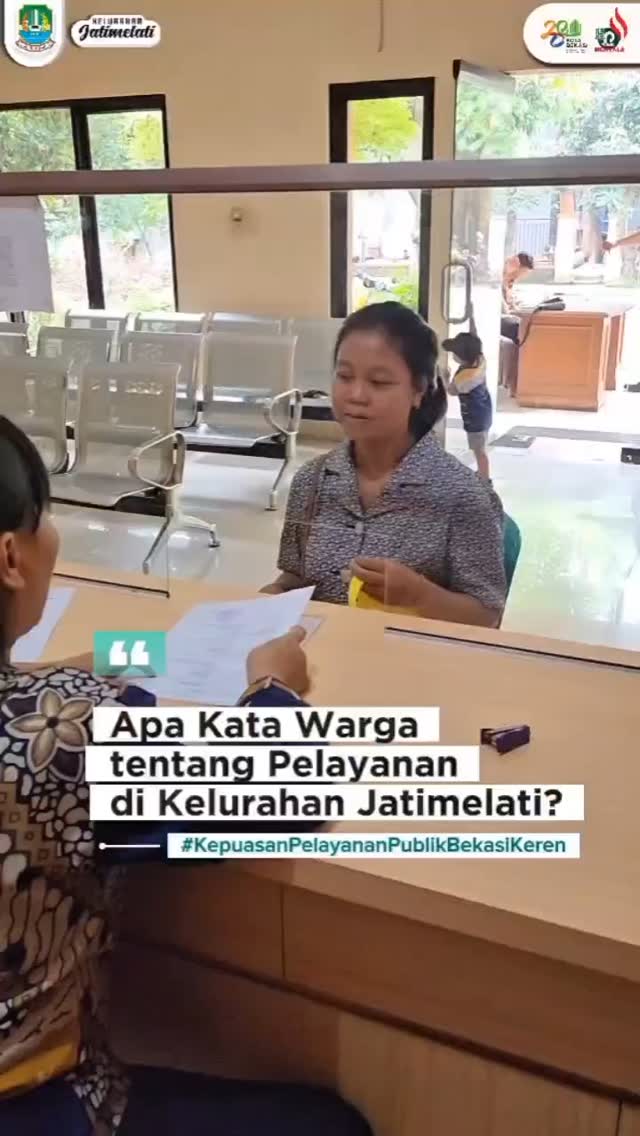 KELURAHAN
Jatimelati
Apa Kata Warga
tentang Pelayanan
di Kelurahan Jatimelati?
#KepuasanPelayananPublikBekasiKeren